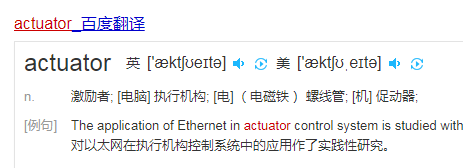 actuator_百度翻译
actuator 英 ['æktʃʊeɪtə] 美 ['æktʃʊˌeɪtə]
n. 激励者; [电脑] 执行机构; [电] （电磁铁）螺线管; [机] 促动器;
[例句] The application of Ethernet in actuator control system is studied with
对以太网在执行机构控制系统中的应用作了实践性研究。